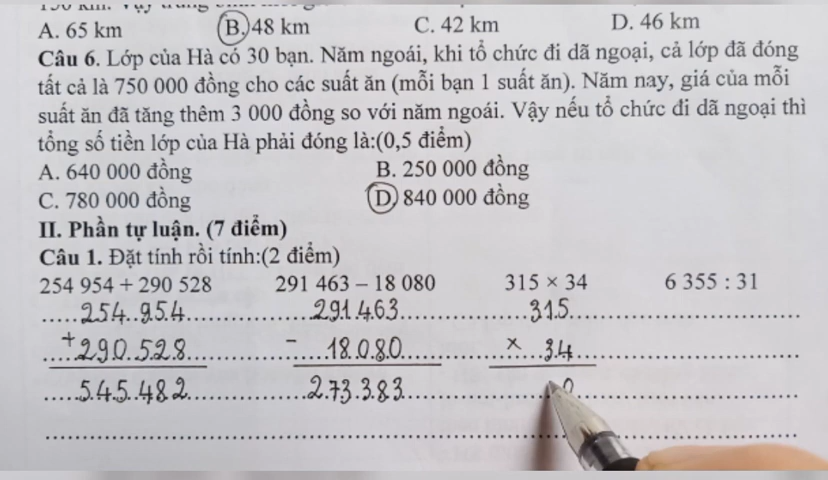 A. 65 km B. 48 km C. 42 km D. 46 km
Câu 6. Lớp của Hà có 30 bạn. Năm ngoái, khi tổ chức đi dã ngoại, cả lớp đã đóng
tất cả là 750 000 đồng cho các suất ăn (mỗi bạn 1 suất ăn). Năm nay, giá của mỗi
suất ăn đã tăng thêm 3 000 đồng so với năm ngoái. Vậy nếu tổ chức đi dã ngoại thì
tổng số tiền lớp của Hà phải đóng là:(0,5 điểm)
A. 640 000 đồng B. 250 000 đồng
C. 780 000 đồng D. 840 000 đồng
II. Phần tự luận. (7 điểm)
Câu 1. Đặt tính rồi tính:(2 điểm)
254 954 + 290 528 291 463 – 18 080 315 × 34 6 355 : 31
254 954 291 463 315
+ 290 528 - 18 080 × 34
545 482 273 383 0